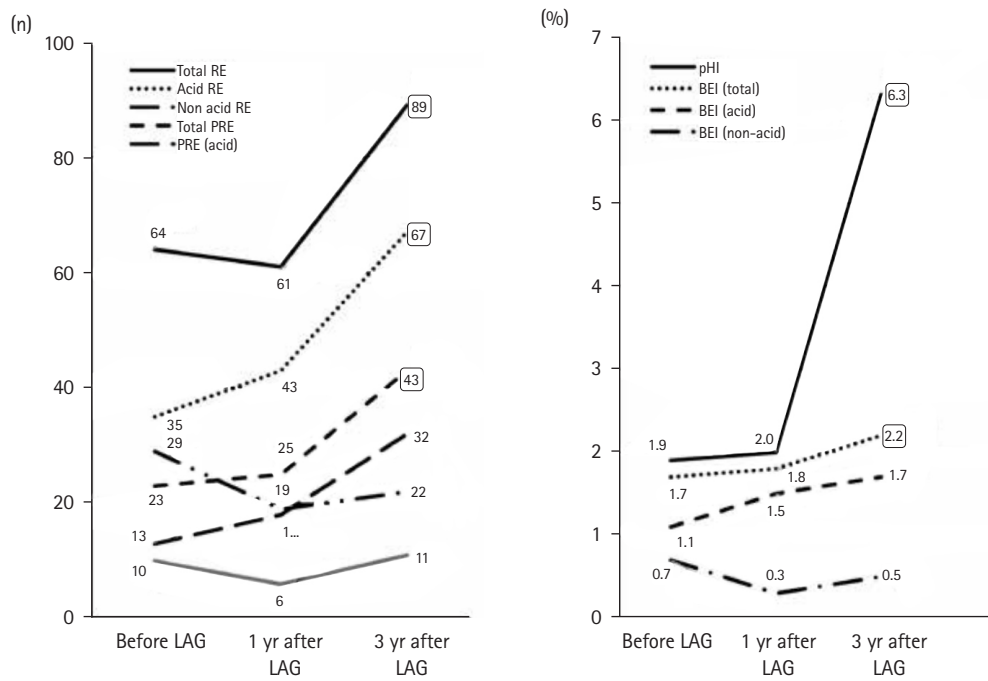 (n)
100
80
60
40
20
0
Total RE
Acid RE
Non acid RE
Total PRE
PRE (acid)
64
61
89
35
43
67
29
19
22
23
25
43
13
1...
32
10
6
11
Before LAG
1 yr after
LAG
3 yr after
LAG
(%)
7
6
5
4
3
2
1
0
pHI
BEI (total)
BEI (acid)
BEI (non-acid)
1.9
2.0
6.3
1.7
1.8
2.2
1.1
1.5
1.7
0.7
0.3
0.5
Before LAG
1 yr after
LAG
3 yr after
LAG